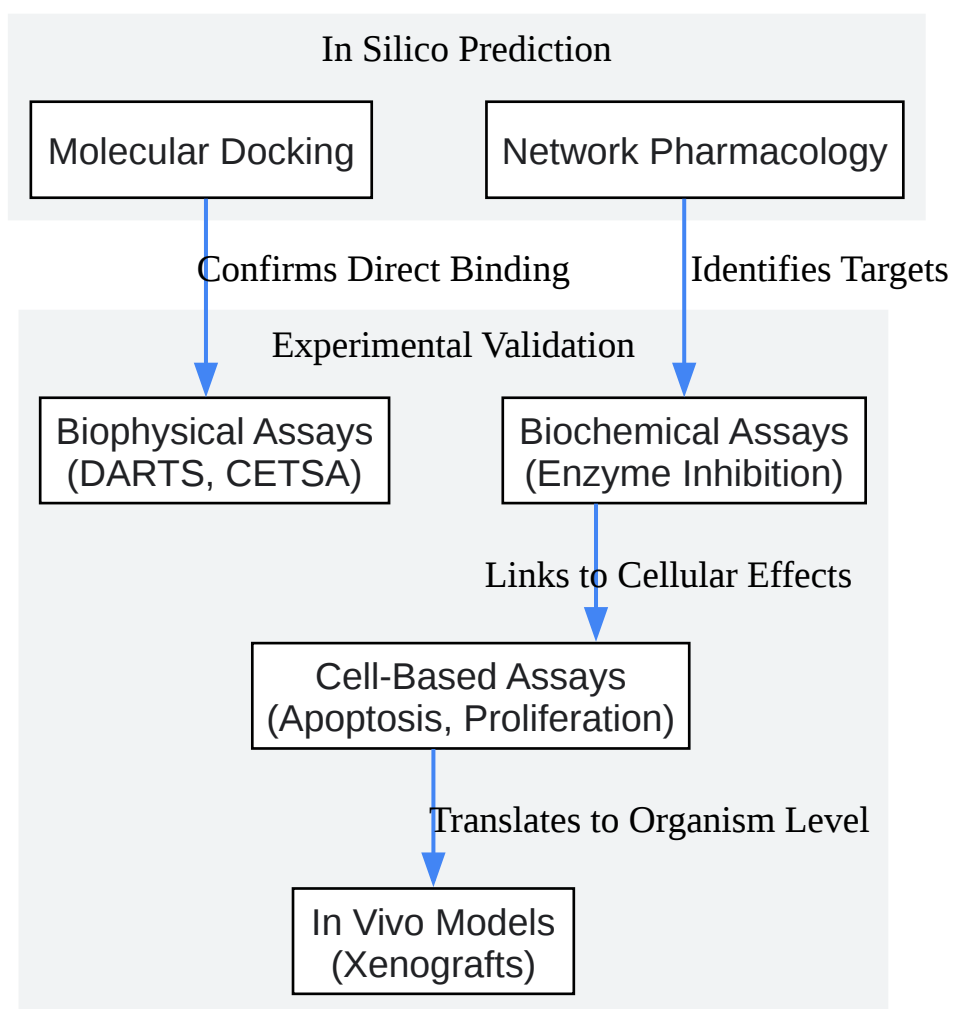 In Silico Prediction
Molecular Docking
Network Pharmacology
Confirms Direct Binding
Identifies Targets
Experimental Validation
Biophysical Assays
(DARTS, CETSA)
Biochemical Assays
(Enzyme Inhibition)
Links to Cellular Effects
Cell-Based Assays
(Apoptosis, Proliferation)
Translates to Organism Level
In Vivo Models
(Xenografts)